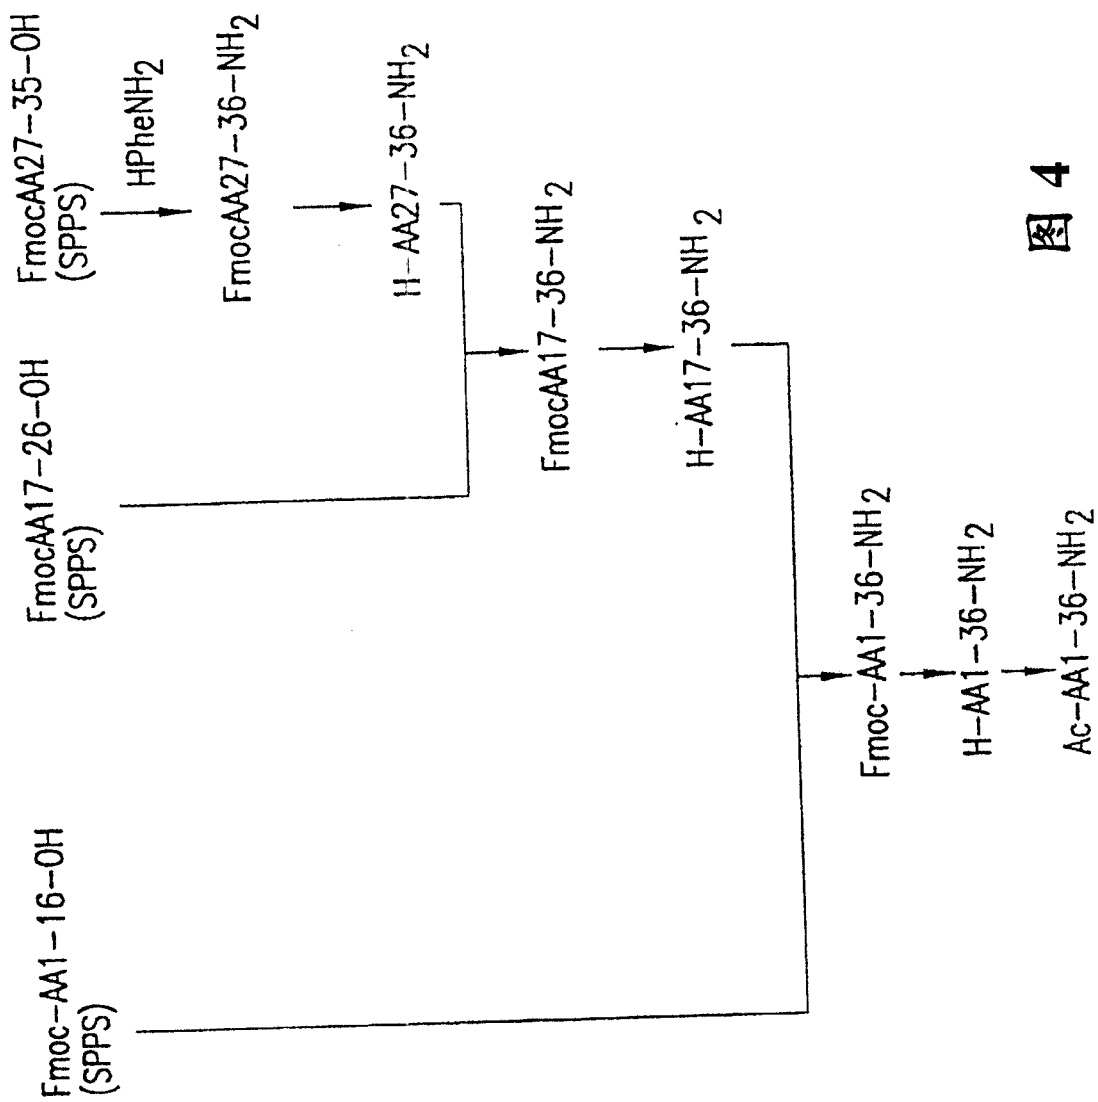 Fmoc-AA1-16-OH
(SPPS)
FmocAA17-26-OH
(SPPS)
FmocAA27-35-OH
(SPPS)
HPheNH2
FmocAA27-36-NH2
H-AA27-36-NH2
FmocAA17-36-NH2
H-AA17-36-NH2
Fmoc-AA1-36-NH2
H-AA1-36-NH2
Ac-AA1-36-NH2
图 4